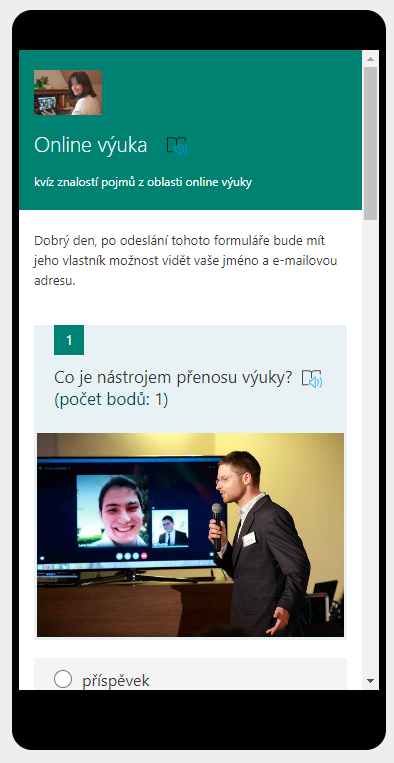 Online výuka
kvíz znalostí pojmů z oblasti online výuky
Dobrý den, po odeslání tohoto formuláře bude mít
jeho vlastník možnost vidět vaše jméno a e-mailovou
adresu.
1
Co je nástrojem přenosu výuky?
(počet bodů: 1)
příspěvek